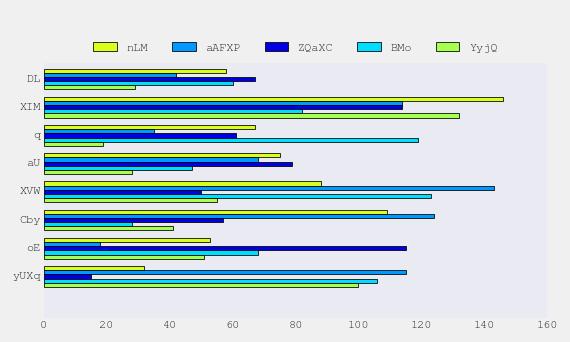 nLM aAFXP ZQaXC BMo YyjQ
DL
XIM
q
aU
XVW
Cby
oE
yUXq
0 20 40 60 80 100 120 140 160